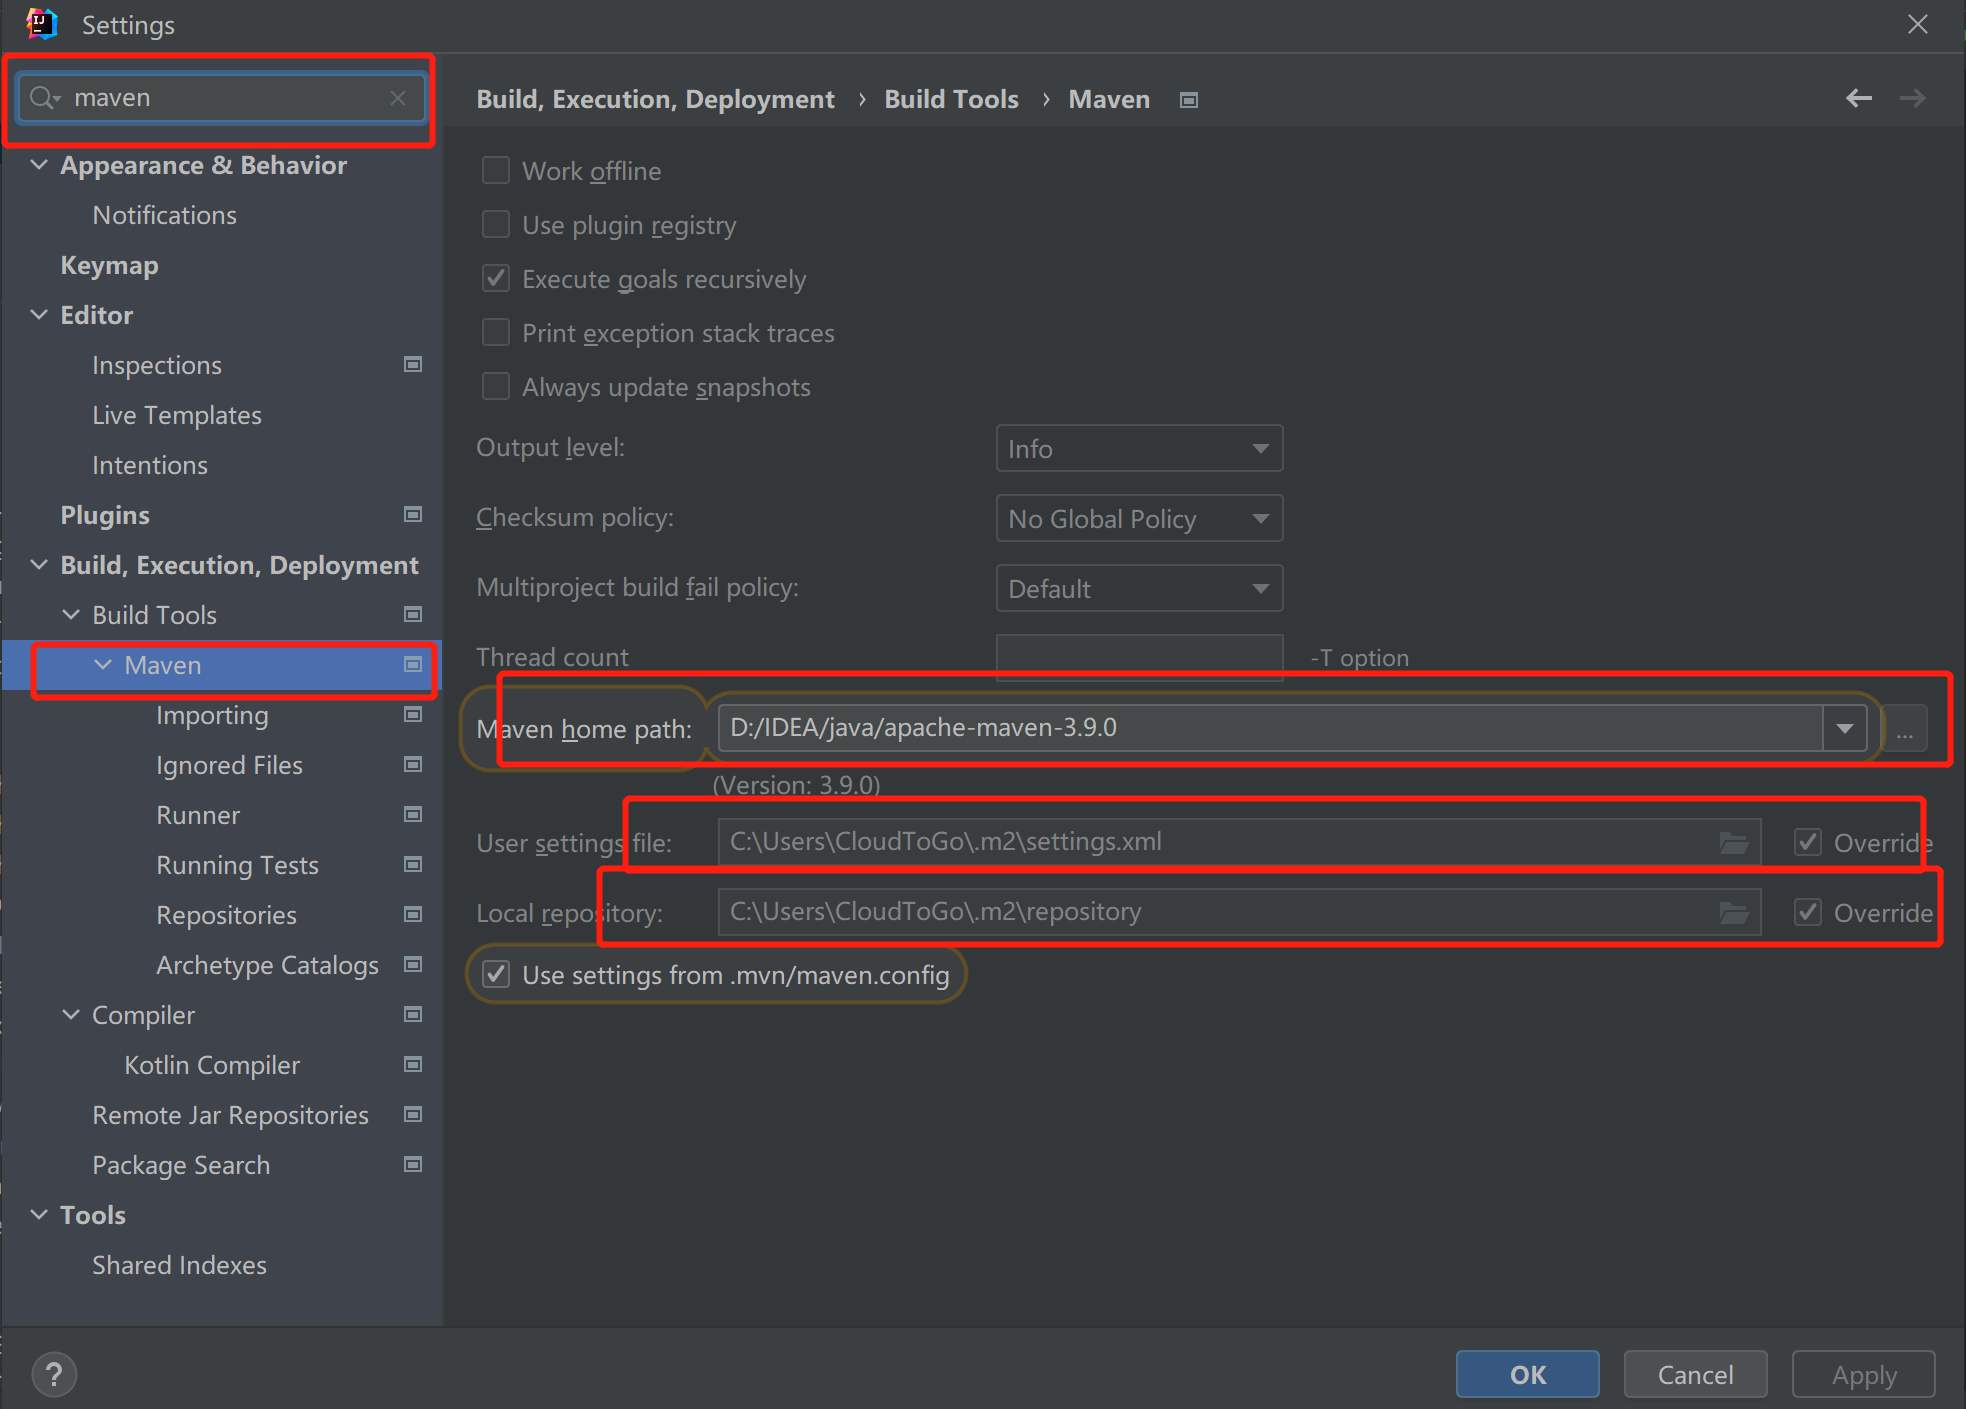 Settings
maven
Appearance & Behavior
Notifications
Keymap
Editor
Inspections
Live Templates
Intentions
Plugins
Build, Execution, Deployment
Build Tools
Maven
Importing
Ignored Files
Runner
Running Tests
Repositories
Archetype Catalogs
Compiler
Kotlin Compiler
Remote Jar Repositories
Package Search
Tools
Shared Indexes
Build, Execution, Deployment › Build Tools › Maven
Work offline
Use plugin registry
Execute goals recursively
Print exception stack traces
Always update snapshots
Output level: Info
Checksum policy: No Global Policy
Multiproject build fail policy: Default
Thread count -T option
Maven home path: D:/IDEA/java/apache-maven-3.9.0 ...
(Version: 3.9.0)
User settings file: C:\Users\CloudToGo\.m2\settings.xml Override
Local repository: C:\Users\CloudToGo\.m2\repository Override
Use settings from .mvn/maven.config
? OK Cancel Apply